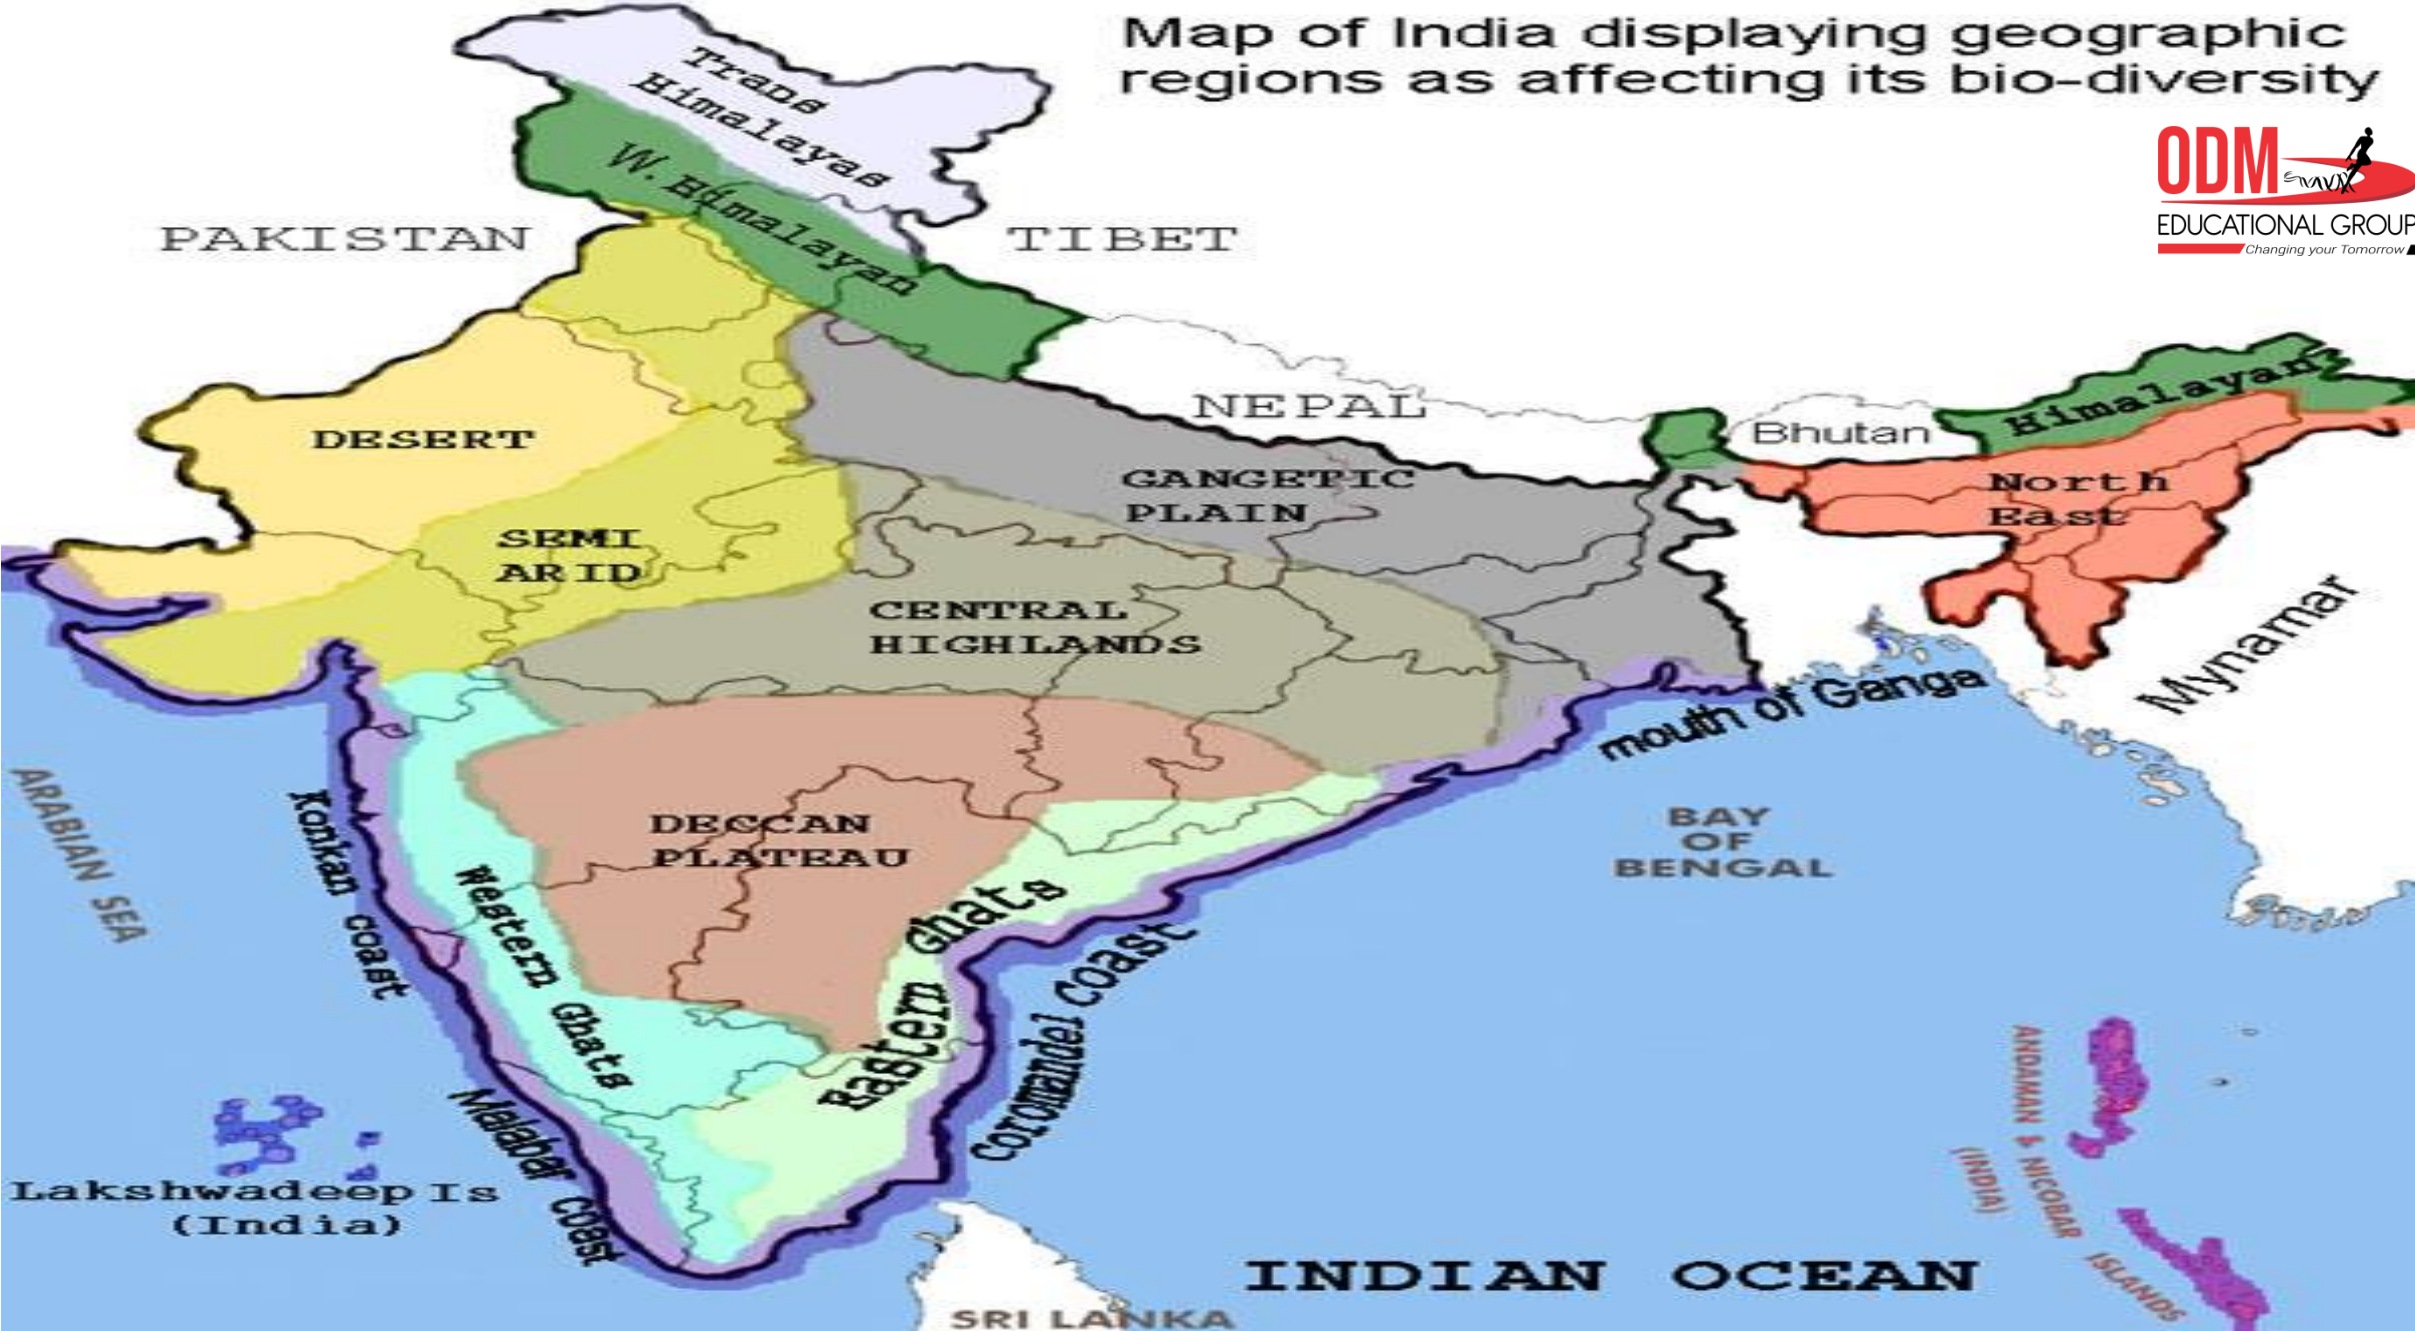 Map of India displaying geographic
regions as affecting its bio-diversity
ODM
EDUCATIONAL GROUP
Changing your Tomorrow
Trans
Himalayas
W. Himalayan
PAKISTAN
TIBET
NEPAL
Bhutan
Himalayan
DESERT
GANGETIC
PLAIN
North
East
SEMI
ARID
CENTRAL
HIGHLANDS
Mynamar
mouth of Ganga
ARABIAN SEA
Konkan coast
DECCAN
PLATEAU
BAY
OF
BENGAL
Western Ghats
Eastern Ghats
Coromandel Coast
Malabar coast
Lakshwadeep Is
(India)
ANDAMAN & NICOBAR ISLANDS
(INDIA)
INDIAN OCEAN
SRI LANKA